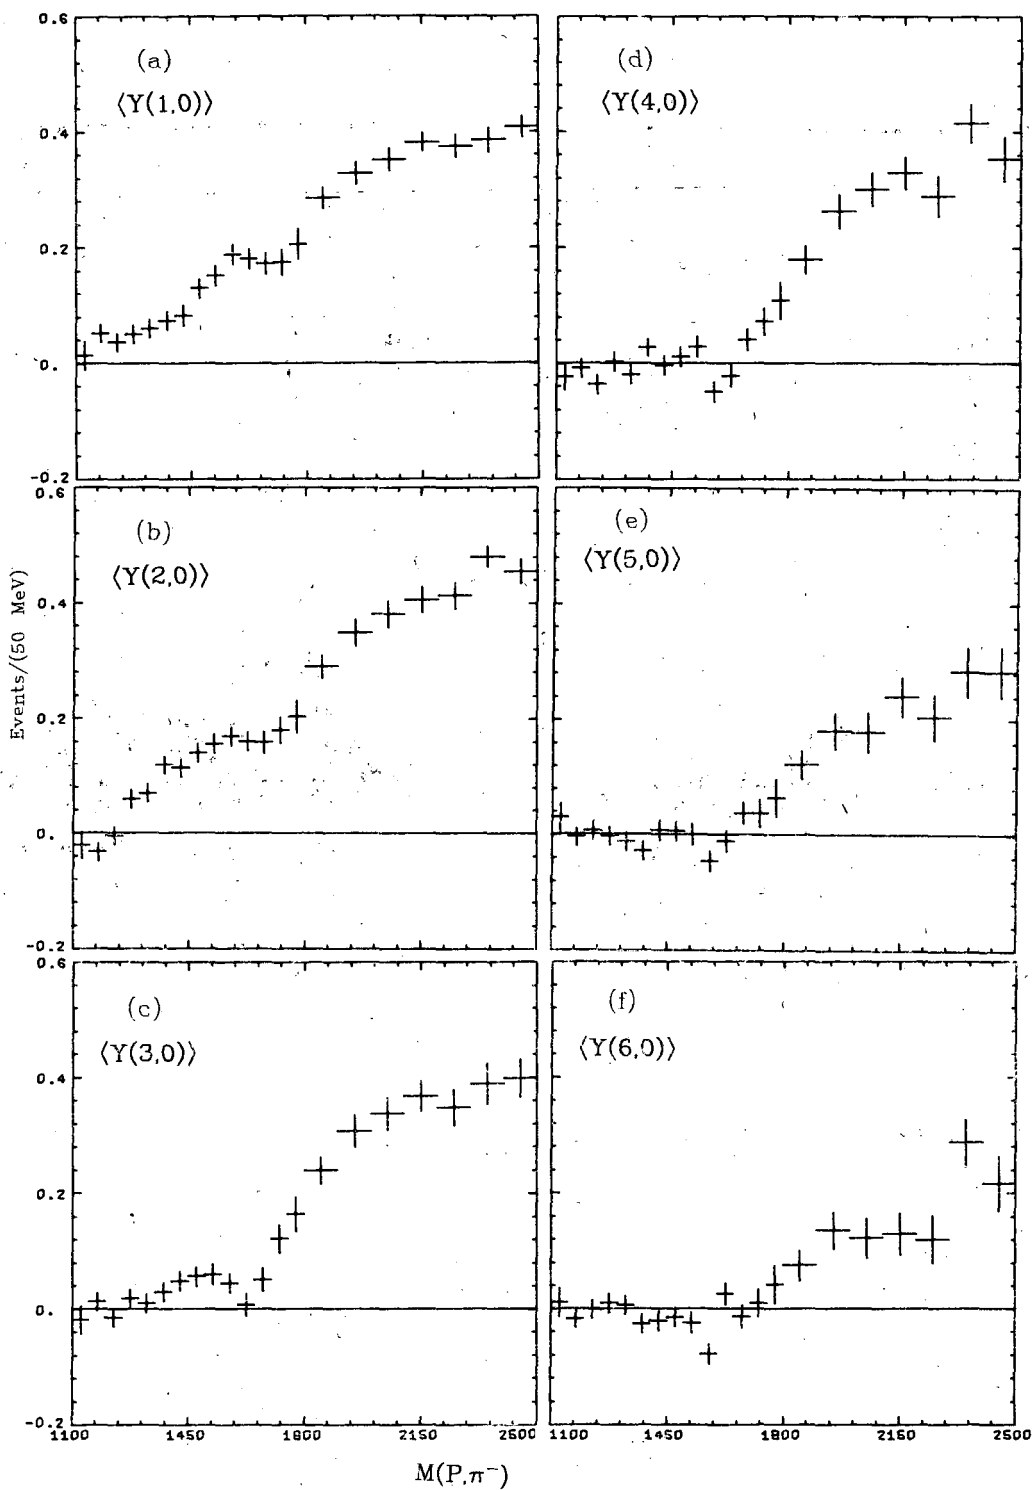 0.6
(a)
⟨Y(1,0)⟩
0.4
0.2
0.
-0.2
(d)
⟨Y(4,0)⟩
0.6
(b)
⟨Y(2,0)⟩
0.4
0.2
0.
-0.2
(e)
⟨Y(5,0)⟩
Events/(50 MeV)
0.6
(c)
⟨Y(3,0)⟩
0.4
0.2
0.
-0.2
(f)
⟨Y(6,0)⟩
1100 1450 1800 2150 2500
1100 1450 1800 2150 2500
M(P,π⁻)